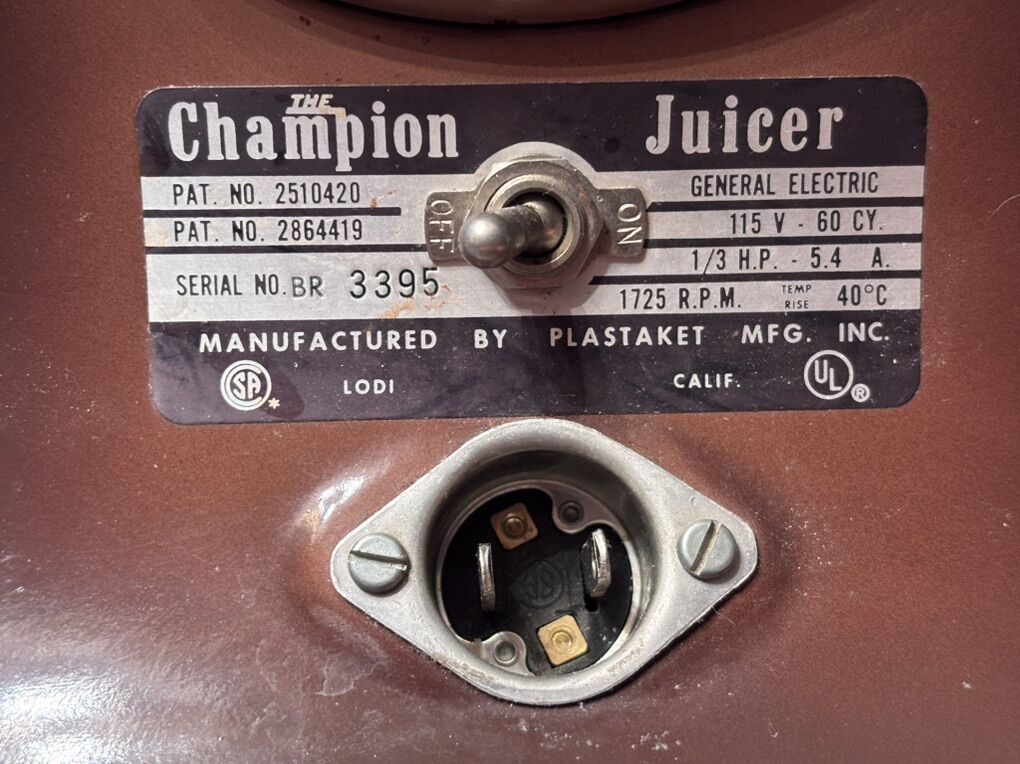 THE
Champion Juicer
PAT. NO. 2510420
PAT. NO. 2864419
SERIAL NO. BR 3395
OFF
ON
GENERAL ELECTRIC
115 V - 60 CY.
1/3 H.P. - 5.4 A.
1725 R.P.M. TEMP RISE 40°C
MANUFACTURED BY PLASTAKET MFG. INC.
LODI CALIF.
SA *
UL ®